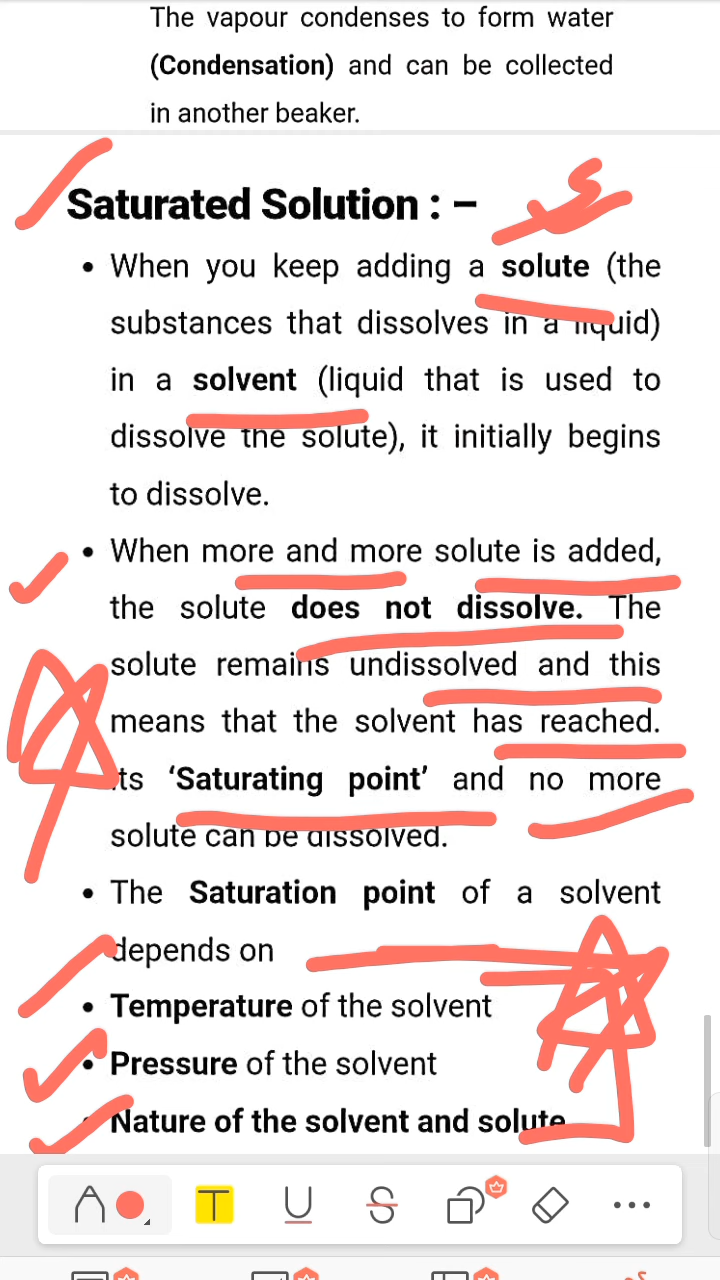 The vapour condenses to form water
(Condensation) and can be collected
in another beaker.
Saturated Solution : –
• When you keep adding a solute (the
substances that dissolves in a liquid)
in a solvent (liquid that is used to
dissolve the solute), it initially begins
to dissolve.
• When more and more solute is added,
the solute does not dissolve. The
solute remains undissolved and this
means that the solvent has reached.
its ‘Saturating point’ and no more
solute can be dissolved.
• The Saturation point of a solvent
depends on
• Temperature of the solvent
• Pressure of the solvent
• Nature of the solvent and solute